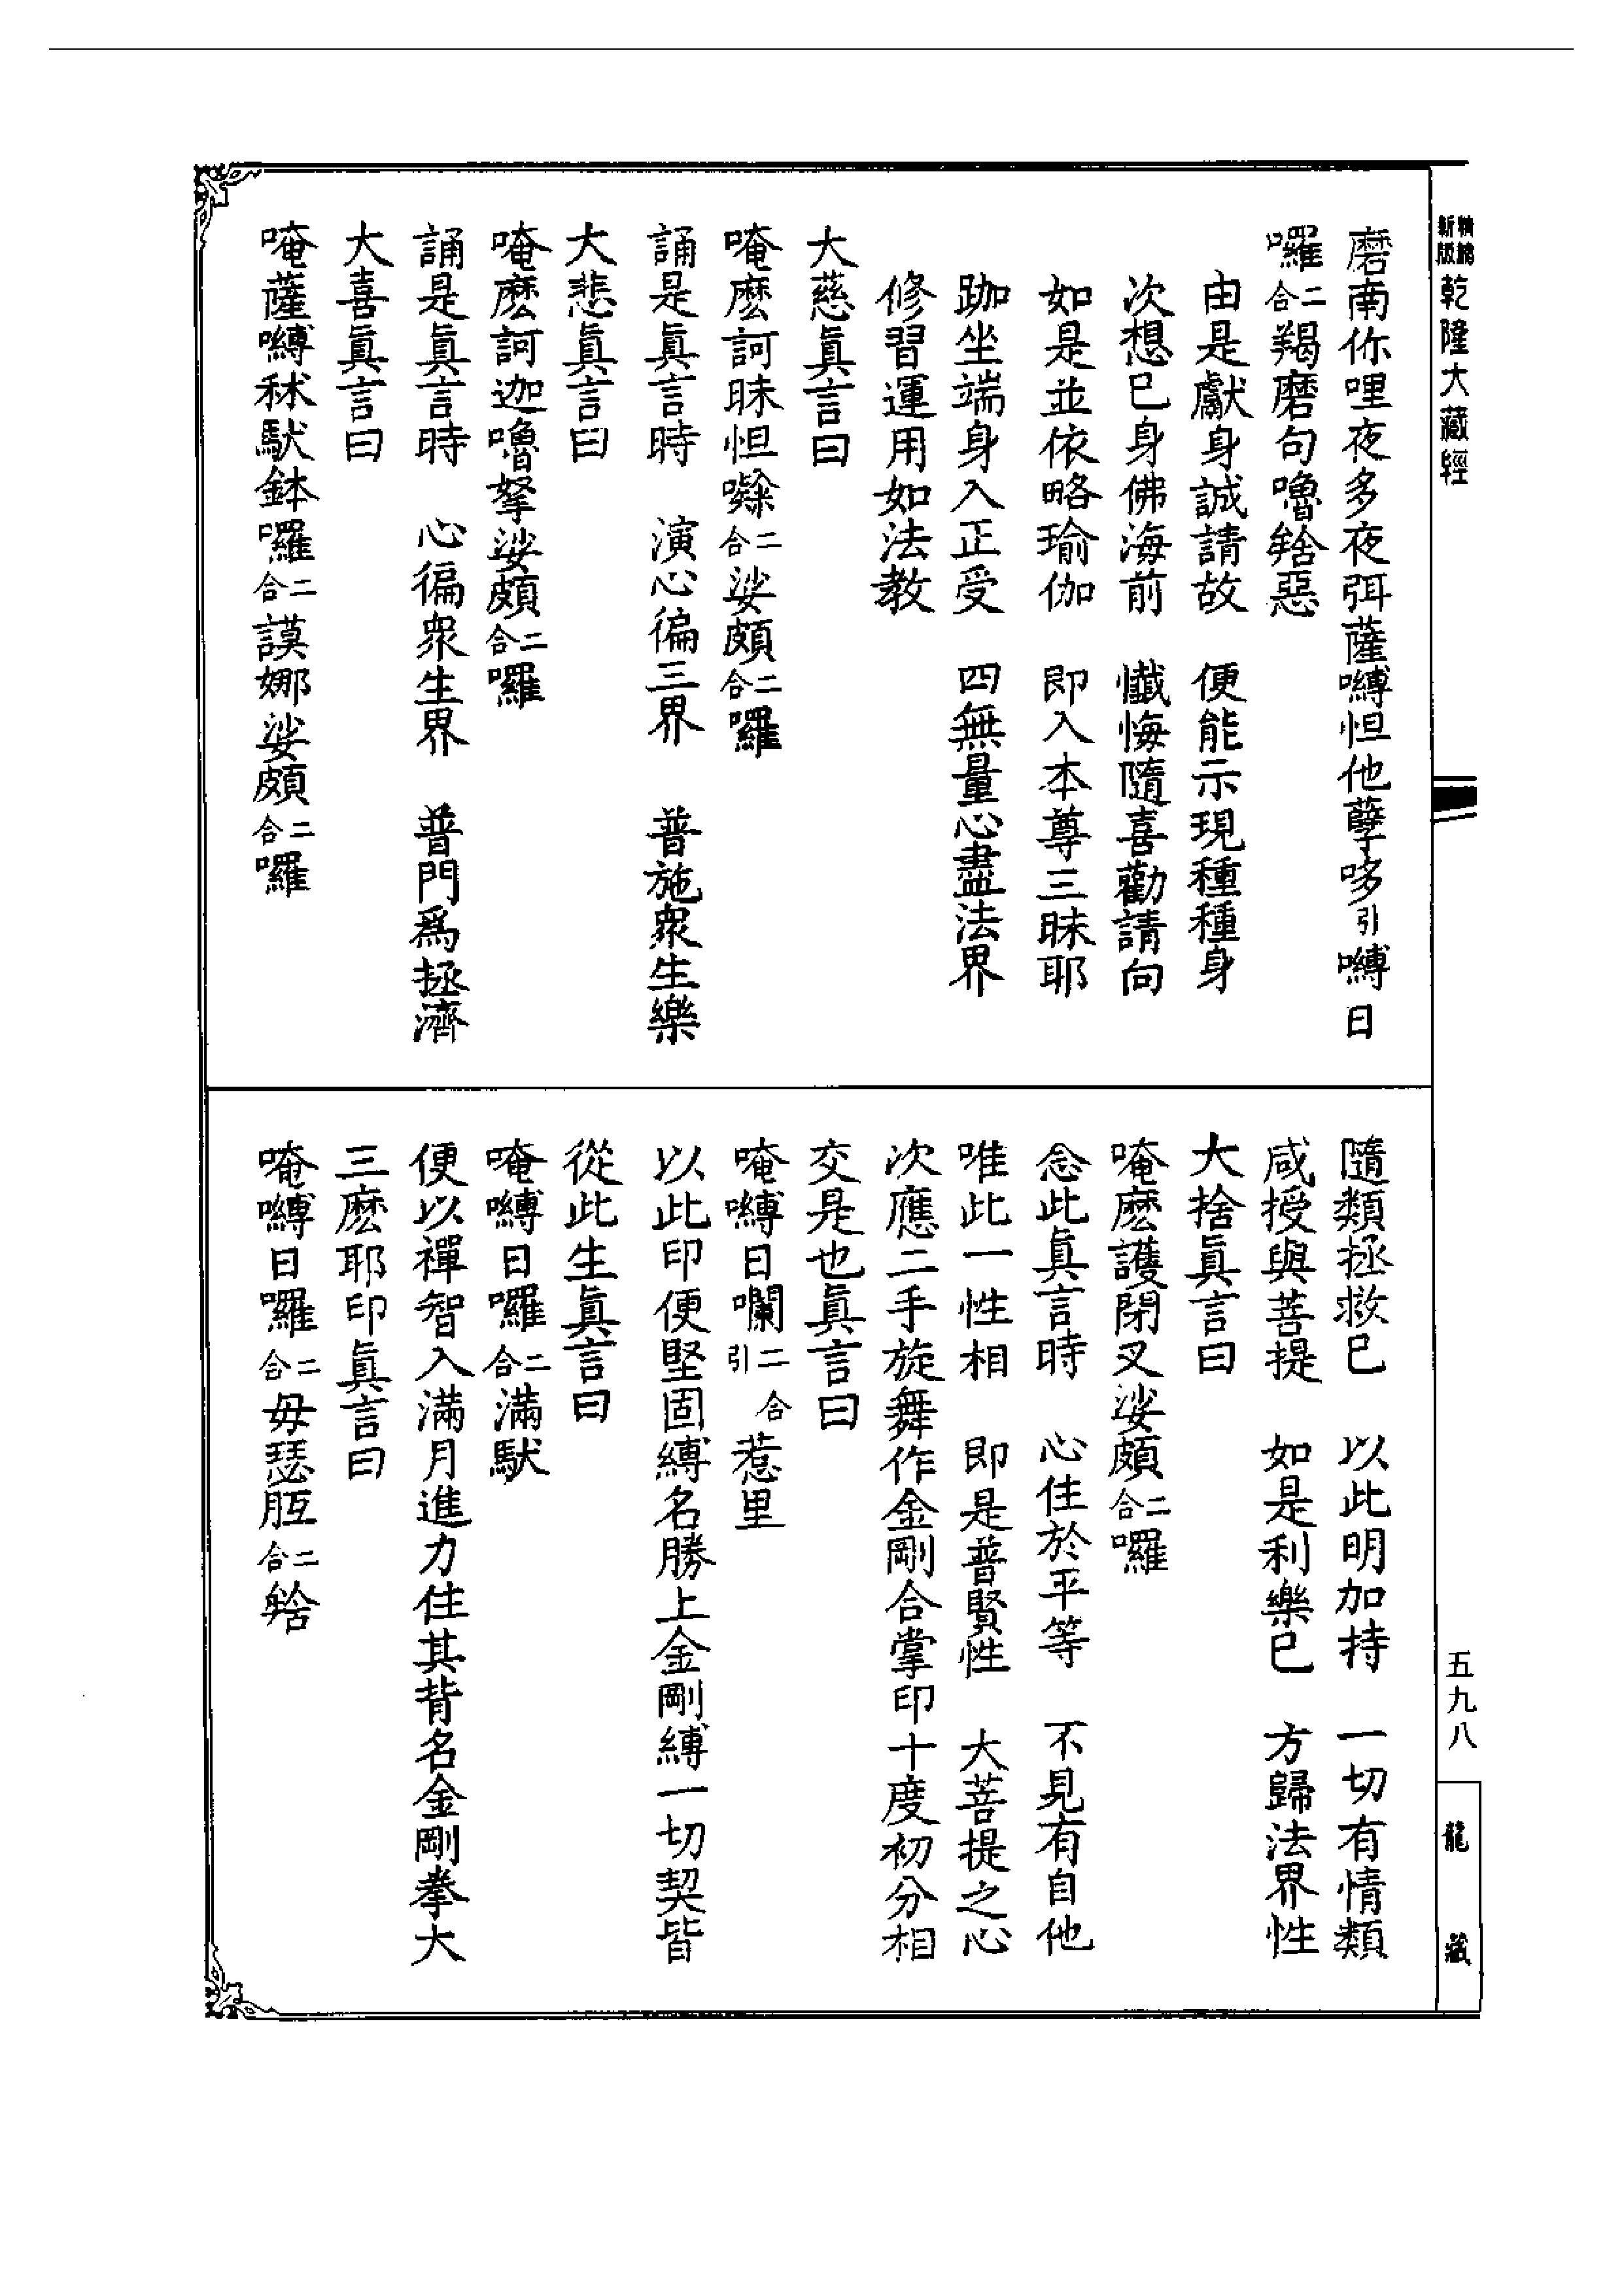 新版
精編
乾隆大藏經
磨南你哩夜多夜弭薩嚩怛他孽哆引嚩日
囉二合羯磨句嚕𤙖惡
由是獻身誠請故　便能示現種種身
次想已身佛海前　懺悔隨喜勸請向
如是並依略瑜伽　即入本尊三昧耶
跏坐端身入正受　四無量心盡法界
修習運用如法教
大慈眞言曰
唵麽訶昧怛㘑二合娑頗二合囉
誦是眞言時　演心徧三界　普施衆生樂
大悲眞言曰
唵麽訶迦嚕拏娑頗二合囉
誦是眞言時　心徧衆生界　普門爲拯濟
大喜眞言曰
唵薩嚩秫馱鉢囉二合謨娜娑頗二合囉
隨類拯救已　以此明加持　一切有情類
咸授與菩提　如是利樂已　方歸法界性
大捨眞言曰
唵麽護閉叉娑頗二合囉
念此眞言時　心住於平等　不見有自他
唯此一性相　即是普賢性　大菩提之心
次應二手旋舞作金剛合掌印十度初分相
交是也眞言曰
唵嚩日囒二合引惹里
以此印便堅固縛名勝上金剛縛一切契皆
從此生眞言曰
唵嚩日囉二合滿馱
便以禪智入滿月進力住其背名金剛拳大
三麽耶印眞言曰
唵嚩日囉二合母瑟胝二合𤙖
五九八
龍藏